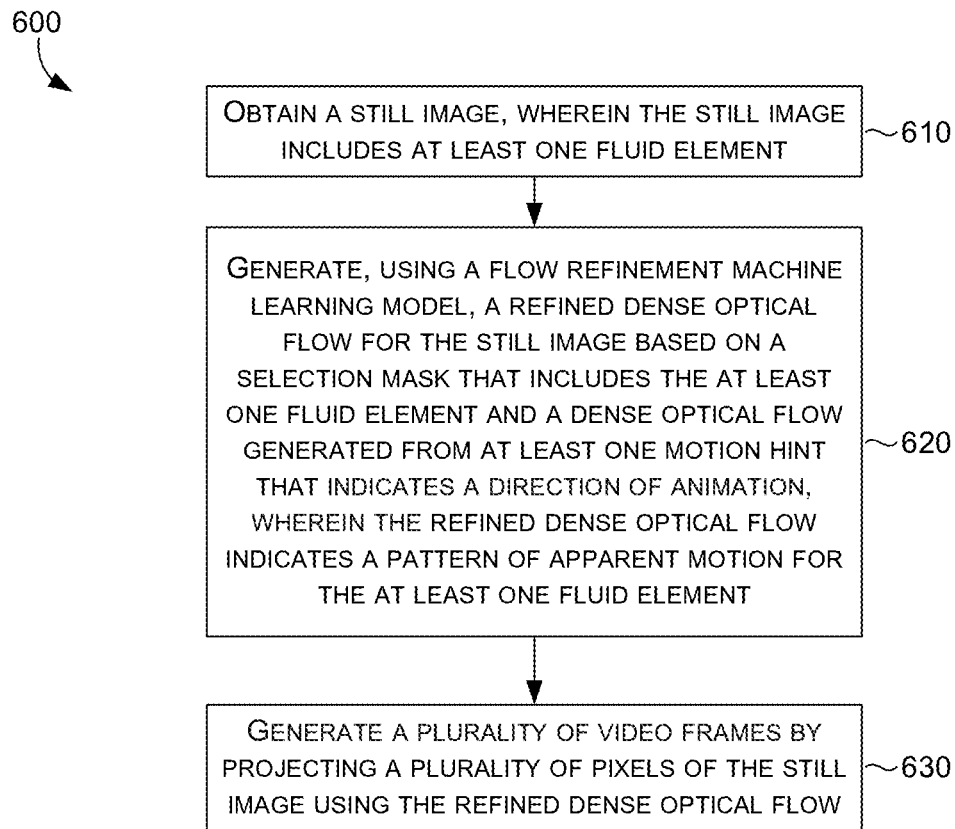 600
OBTAIN A STILL IMAGE, WHEREIN THE STILL IMAGE
INCLUDES AT LEAST ONE FLUID ELEMENT
610
GENERATE, USING A FLOW REFINEMENT MACHINE
LEARNING MODEL, A REFINED DENSE OPTICAL
FLOW FOR THE STILL IMAGE BASED ON A
SELECTION MASK THAT INCLUDES THE AT LEAST
ONE FLUID ELEMENT AND A DENSE OPTICAL FLOW
GENERATED FROM AT LEAST ONE MOTION HINT
THAT INDICATES A DIRECTION OF ANIMATION,
WHEREIN THE REFINED DENSE OPTICAL FLOW
INDICATES A PATTERN OF APPARENT MOTION FOR
THE AT LEAST ONE FLUID ELEMENT
620
GENERATE A PLURALITY OF VIDEO FRAMES BY
PROJECTING A PLURALITY OF PIXELS OF THE STILL
IMAGE USING THE REFINED DENSE OPTICAL FLOW
630